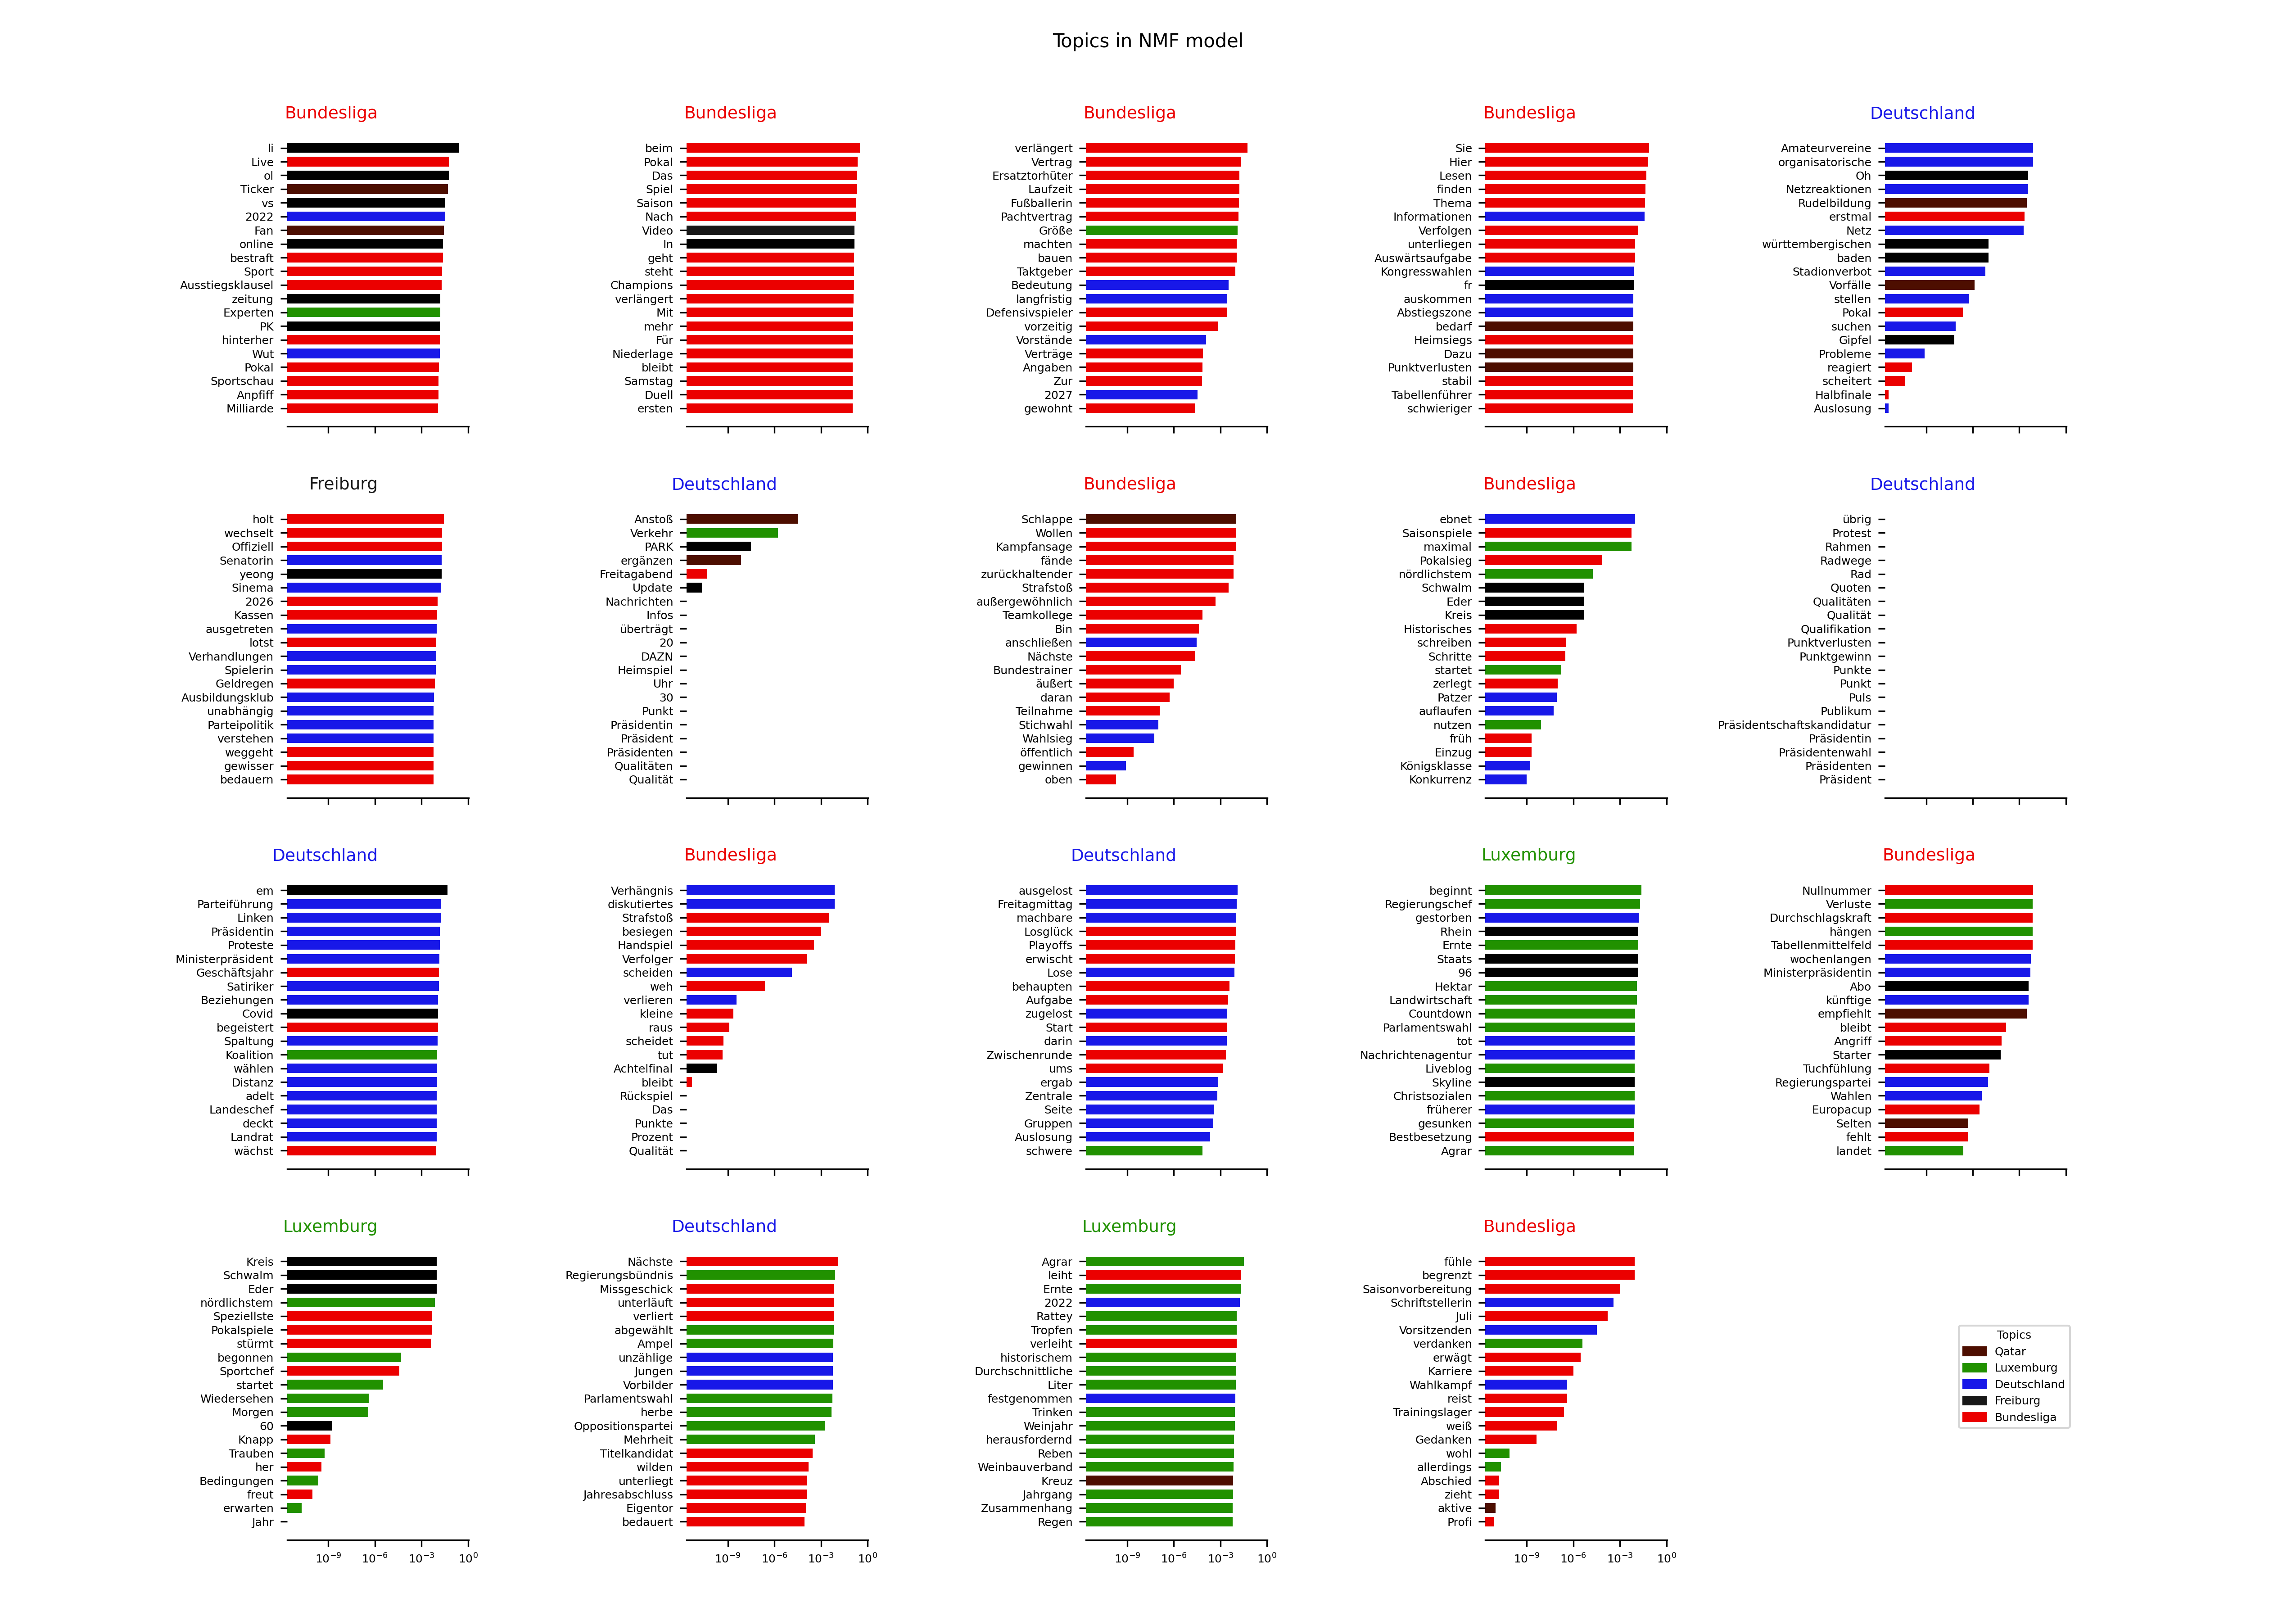 Topics in NMF model
Bundesliga
li
Live
ol
Ticker
vs
2022
Fan
online
bestraft
Sport
Ausstiegsklausel
zeitung
Experten
PK
hinterher
Wut
Pokal
Sportschau
Anpfiff
Milliarde
Bundesliga
beim
Pokal
Das
Spiel
Saison
Nach
Video
In
geht
steht
Champions
verlängert
Mit
mehr
Für
Niederlage
bleibt
Samstag
Duell
ersten
Bundesliga
verlängert
Vertrag
Ersatztorhüter
Laufzeit
Fußballerin
Pachtvertrag
Größe
machten
bauen
Taktgeber
Bedeutung
langfristig
Defensivspieler
vorzeitig
Vorstände
Verträge
Angaben
Zur
2027
gewohnt
Bundesliga
Sie
Hier
Lesen
finden
Thema
Informationen
Verfolgen
unterliegen
Auswärtsaufgabe
Kongresswahlen
fr
auskommen
Abstiegszone
bedarf
Heimsiegs
Dazu
Punktverlusten
stabil
Tabellenführer
schwieriger
Deutschland
Amateurvereine
organisatorische
Oh
Netzreaktionen
Rudelbildung
erstmal
Netz
württembergischen
baden
Stadionverbot
Vorfälle
stellen
Pokal
suchen
Gipfel
Probleme
reagiert
scheitert
Halbfinale
Auslosung
Freiburg
holt
wechselt
Offiziell
Senatorin
yeong
Sinema
2026
Kassen
ausgetreten
lotst
Verhandlungen
Spielerin
Geldregen
Ausbildungsklub
unabhängig
Parteipolitik
verstehen
weggeht
gewisser
bedauern
Deutschland
Anstoß
Verkehr
PARK
ergänzen
Freitagabend
Update
Nachrichten
Infos
überträgt
20
DAZN
Heimspiel
Uhr
30
Punkt
Präsidentin
Präsident
Präsidenten
Qualitäten
Qualität
Bundesliga
Schlappe
Wollen
Kampfansage
fände
zurückhaltender
Strafstoß
außergewöhnlich
Teamkollege
Bin
anschließen
Nächste
Bundestrainer
äußert
daran
Teilnahme
Stichwahl
Wahlsieg
öffentlich
gewinnen
oben
Bundesliga
ebnet
Saisonspiele
maximal
Pokalsieg
nördlichstem
Schwalm
Eder
Kreis
Historisches
schreiben
Schritte
startet
zerlegt
Patzer
auflaufen
nutzen
früh
Einzug
Königsklasse
Konkurrenz
Deutschland
übrig
Protest
Rahmen
Radwege
Rad
Quoten
Qualitäten
Qualität
Qualifikation
Punktverlusten
Punktgewinn
Punkte
Punkt
Puls
Publikum
Präsidentschaftskandidatur
Präsidentin
Präsidentenwahl
Präsidenten
Präsident
Deutschland
em
Parteiführung
Linken
Präsidentin
Proteste
Ministerpräsident
Geschäftsjahr
Satiriker
Beziehungen
Covid
begeistert
Spaltung
Koalition
wählen
Distanz
adelt
Landeschef
deckt
Landrat
wächst
Bundesliga
Verhängnis
diskutiertes
Strafstoß
besiegen
Handspiel
Verfolger
scheiden
weh
verlieren
kleine
raus
scheidet
tut
Achtelfinal
bleibt
Rückspiel
Das
Punkte
Prozent
Qualität
Deutschland
ausgelost
Freitagmittag
machbare
Losglück
Playoffs
erwischt
Lose
behaupten
Aufgabe
zugelost
Start
darin
Zwischenrunde
ums
ergab
Zentrale
Seite
Gruppen
Auslosung
schwere
Luxemburg
beginnt
Regierungschef
gestorben
Rhein
Ernte
Staats
96
Hektar
Landwirtschaft
Countdown
Parlamentswahl
tot
Nachrichtenagentur
Liveblog
Skyline
Christsozialen
früherer
gesunken
Bestbesetzung
Agrar
Bundesliga
Nullnummer
Verluste
Durchschlagskraft
hängen
Tabellenmittelfeld
wochenlangen
Ministerpräsidentin
Abo
künftige
empfiehlt
bleibt
Angriff
Starter
Tuchfühlung
Regierungspartei
Wahlen
Europacup
Selten
fehlt
landet
Luxemburg
Kreis
Schwalm
Eder
nördlichstem
Speziellste
Pokalspiele
stürmt
begonnen
Sportchef
startet
Wiedersehen
Morgen
60
Knapp
Trauben
her
Bedingungen
freut
erwarten
Jahr
10⁻⁹ 10⁻⁶ 10⁻³ 10⁰
Deutschland
Nächste
Regierungsbündnis
Missgeschick
unterläuft
verliert
abgewählt
Ampel
unzählige
Jungen
Vorbilder
Parlamentswahl
herbe
Oppositionspartei
Mehrheit
Titelkandidat
wilden
unterliegt
Jahresabschluss
Eigentor
bedauert
10⁻⁹ 10⁻⁶ 10⁻³ 10⁰
Luxemburg
Agrar
leiht
Ernte
2022
Rattey
Tropfen
verleiht
historischem
Durchschnittliche
Liter
festgenommen
Trinken
Weinjahr
herausfordernd
Reben
Weinbauverband
Kreuz
Jahrgang
Zusammenhang
Regen
10⁻⁹ 10⁻⁶ 10⁻³ 10⁰
Bundesliga
fühle
begrenzt
Saisonvorbereitung
Schriftstellerin
Juli
Vorsitzenden
verdanken
erwägt
Karriere
Wahlkampf
reist
Trainingslager
weiß
Gedanken
wohl
allerdings
Abschied
zieht
aktive
Profi
10⁻⁹ 10⁻⁶ 10⁻³ 10⁰
Topics
Qatar
Luxemburg
Deutschland
Freiburg
Bundesliga